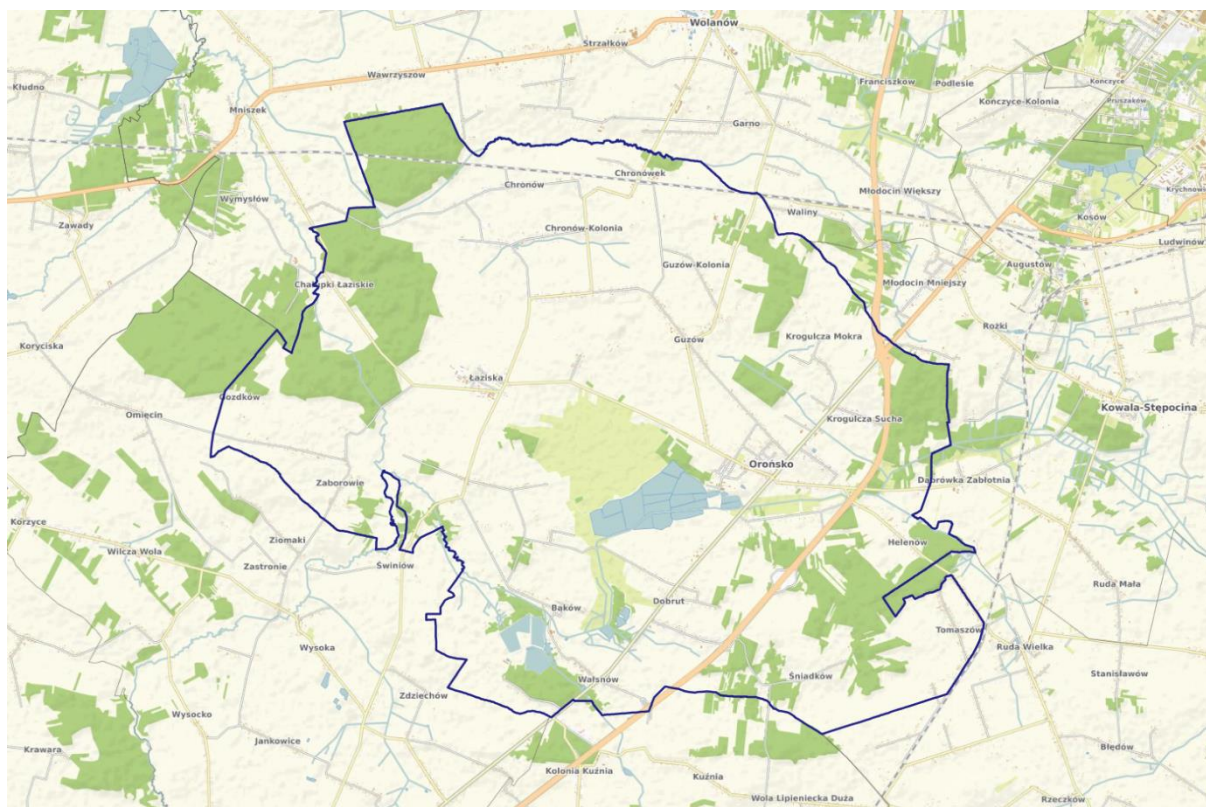 Wolanów
Strzałków
Wawrzyszów
Kłudno
Mniszek
Franciszków
Podlesie
Kończyce
Kończyce-Kolonia
Pruszaków
Garno
Chronówek
Chronów
Wymysłów
Zawady
Młodocin Większy
Krychnowice
Waliny
Kosów
Ludwinów
Chronów-Kolonia
Guzów-Kolonia
Augustów
Chałupki Łaziskie
Młodocin Mniejszy
Rożki
Koryciska
Guzów
Krogulcza Mokra
Łaziska
Gozdków
Omięcin
Kowala-Stępocina
Krogulcza Sucha
Orońsko
Zaborowie
Dąbrówka Zabłotnia
Korzyce
Ziomaki
Helenów
Wilcza Wola
Zastronie
Świniów
Ruda Mała
Bąków
Dobrut
Tomaszów
Wysoka
Ruda Wielka
Wałsnów
Śniadków
Stanisławów
Zdziechów
Wysocko
Jankowice
Krawara
Błędów
Kolonia Kuźnia
Kuźnia
Wola Lipieniecka Duża
Rzeczków